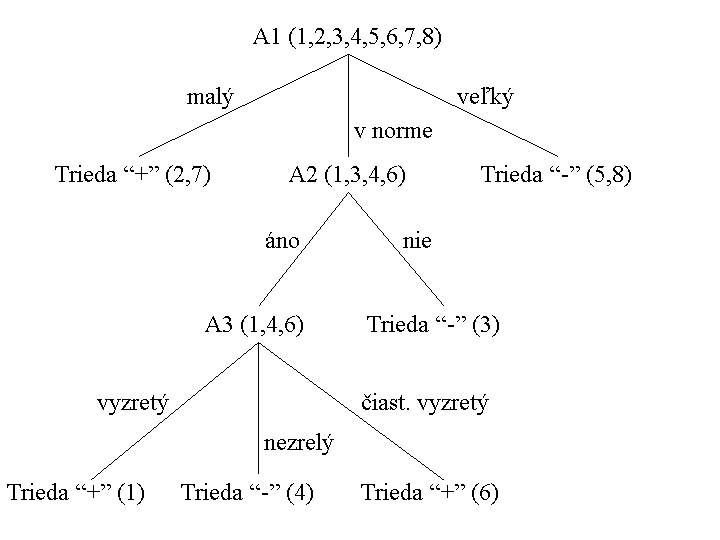 A1 (1,2,3,4,5,6,7,8)
malý
veľký
v norme
Trieda “+” (2,7)
A2 (1,3,4,6)
Trieda “-” (5,8)
áno
nie
A3 (1,4,6)
Trieda “-” (3)
vyzretý
čiast. vyzretý
nezrelý
Trieda “+” (1)
Trieda “-” (4)
Trieda “+” (6)